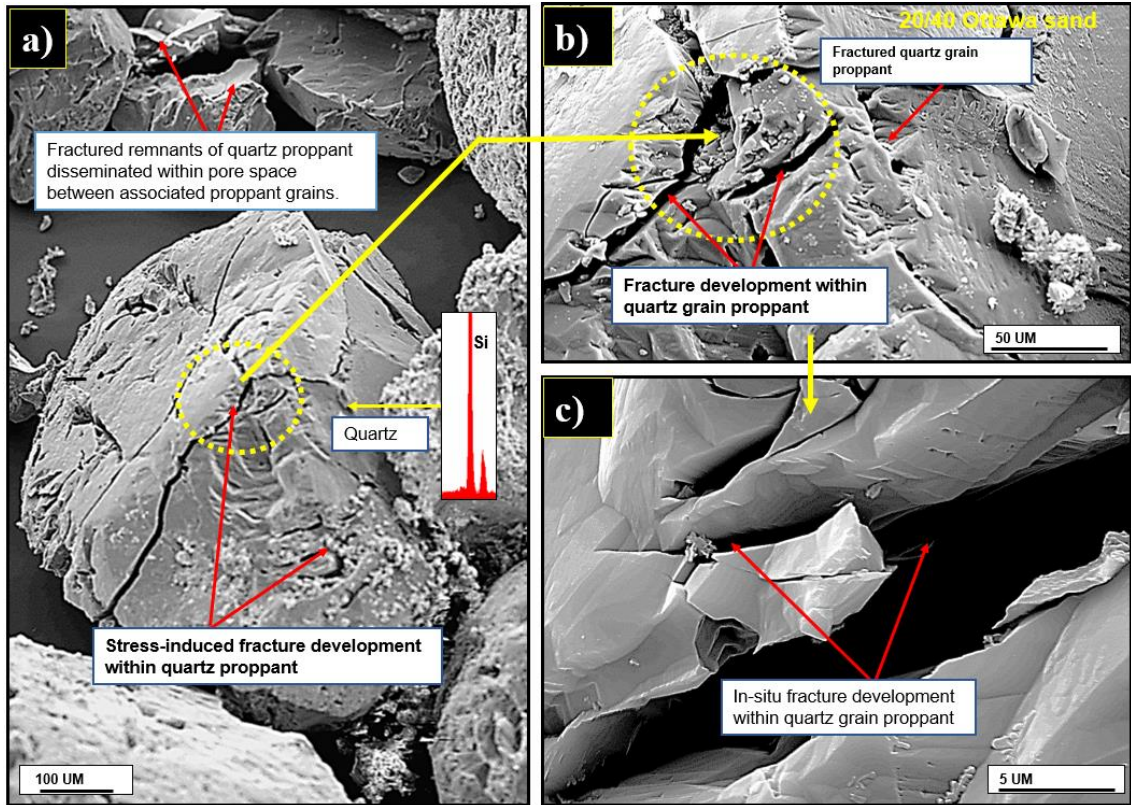 a)
Fractured remnants of quartz proppant
disseminated within pore space
between associated proppant grains.
Si
Quartz
Stress-induced fracture development
within quartz proppant
100 UM
b)
20/40 Ottawa sand
Fractured quartz grain
proppant
Fracture development within
quartz grain proppant
50 UM
c)
In-situ fracture development
within quartz grain proppant
5 UM